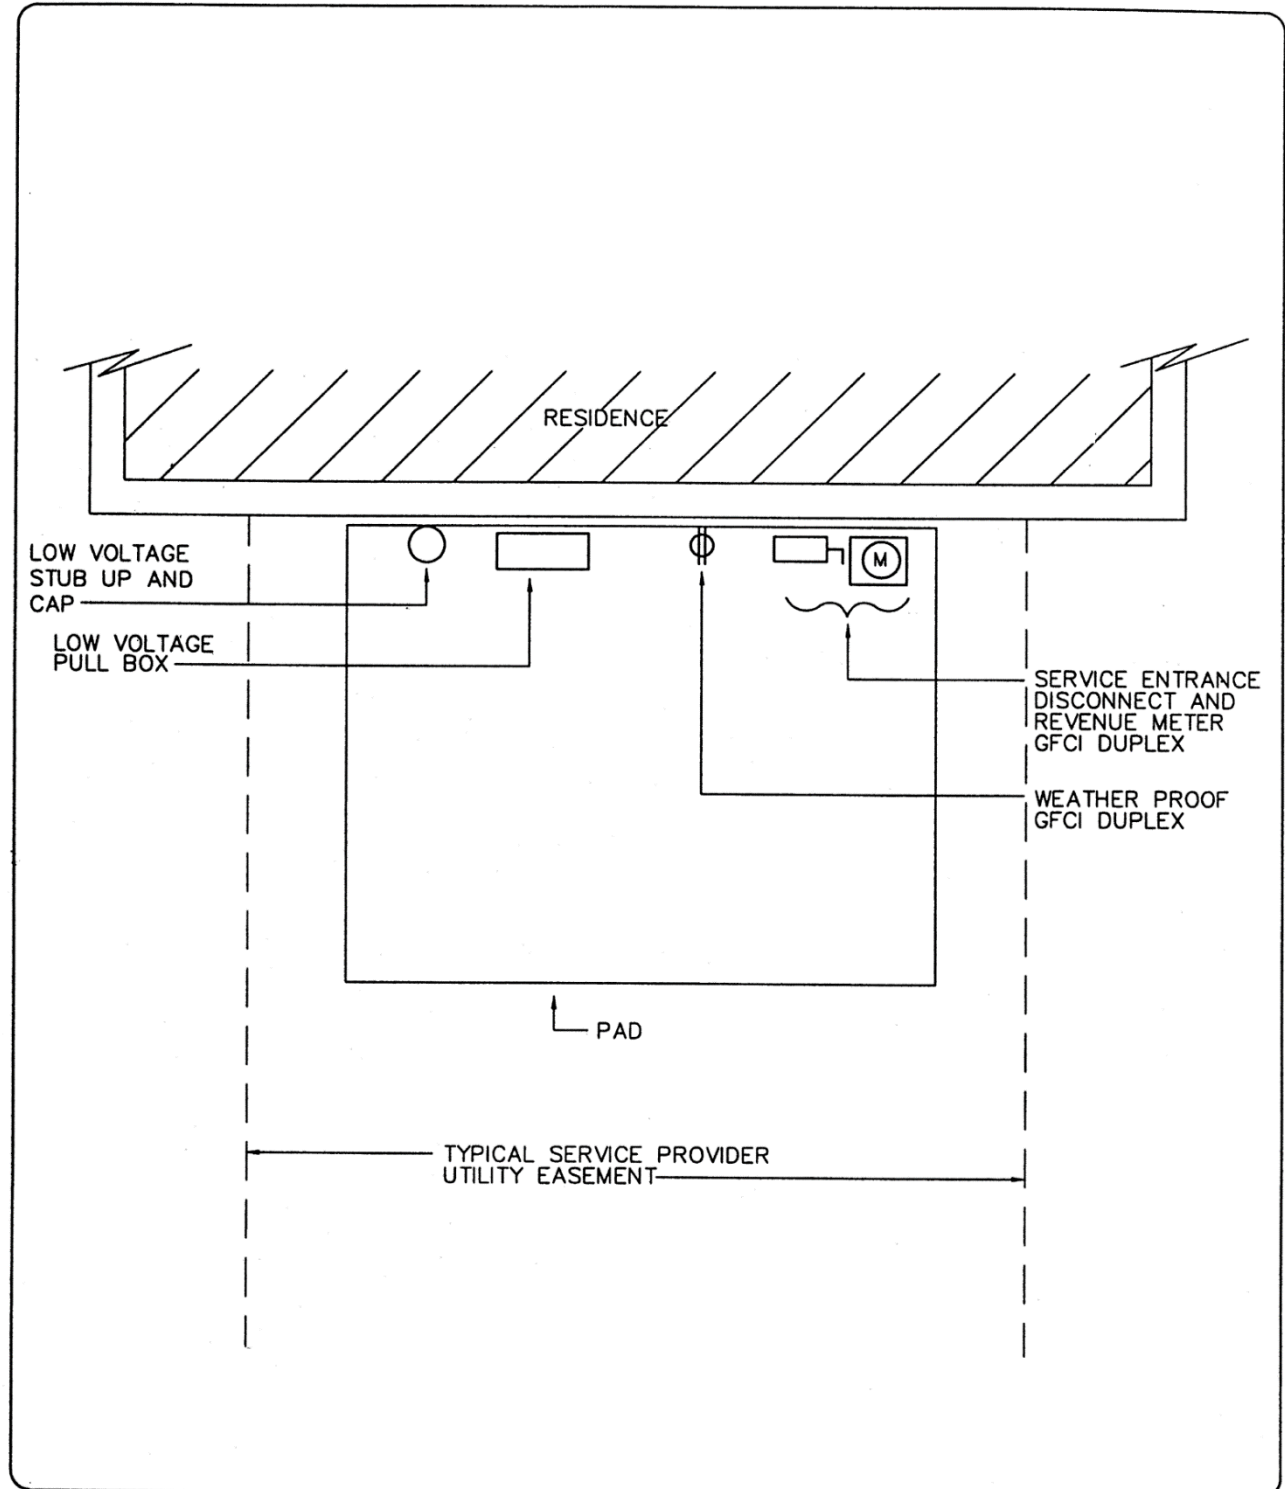 RESIDENCE
LOW VOLTAGE
STUB UP AND
CAP
LOW VOLTAGE
PULL BOX
M
SERVICE ENTRANCE
DISCONNECT AND
REVENUE METER
GFCI DUPLEX
WEATHER PROOF
GFCI DUPLEX
PAD
TYPICAL SERVICE PROVIDER
UTILITY EASEMENT